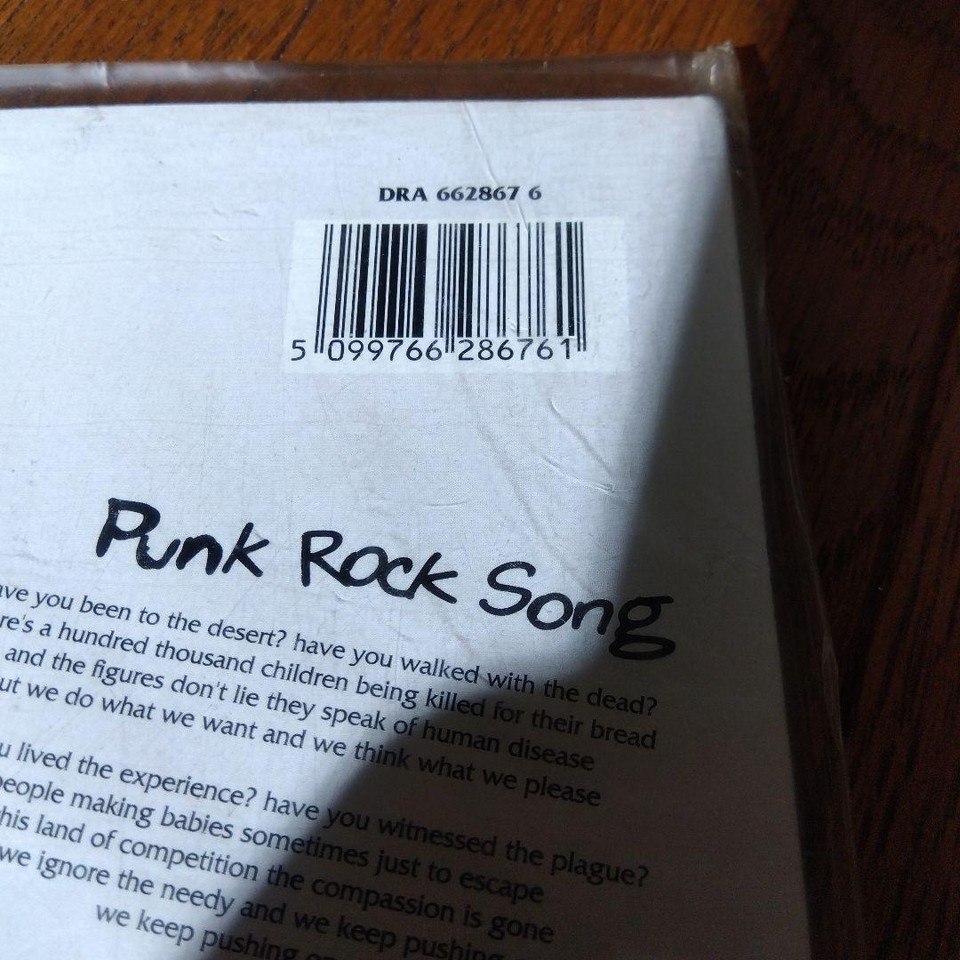 DRA 662867 6
5 099766 286761
Punk Rock Song
you been to the desert? have you walked with the dead?
a hundred thousand children being killed for their bread
and the figures don't lie they speak of human disease
we do what we want and we think what we please
lived the experience? have you witnessed the plague?
people making babies sometimes just to escape
this land of competition the compassion is gone
we ignore the needy and we keep pushing
we keep pushing